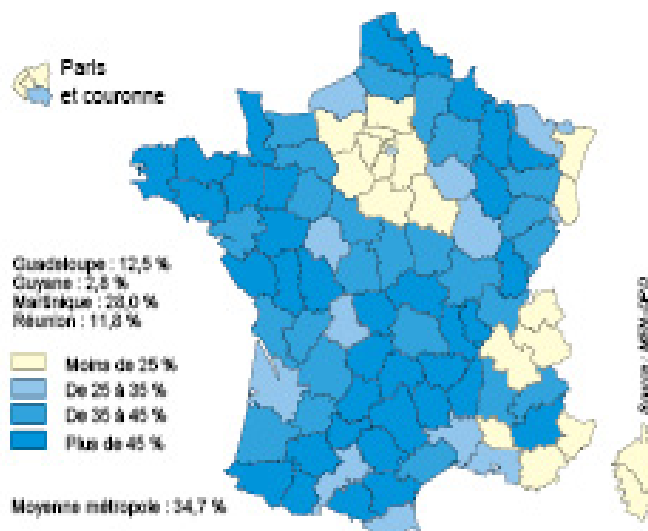 Paris
et couronne
Guadeloupe : 12,5 %
Guyane : 2,8 %
Martinique : 28,0 %
Réunion : 11,8 %
Moins de 25 %
De 25 à 35 %
De 35 à 45 %
Plus de 45 %
Moyenne métropole : 34,7 %